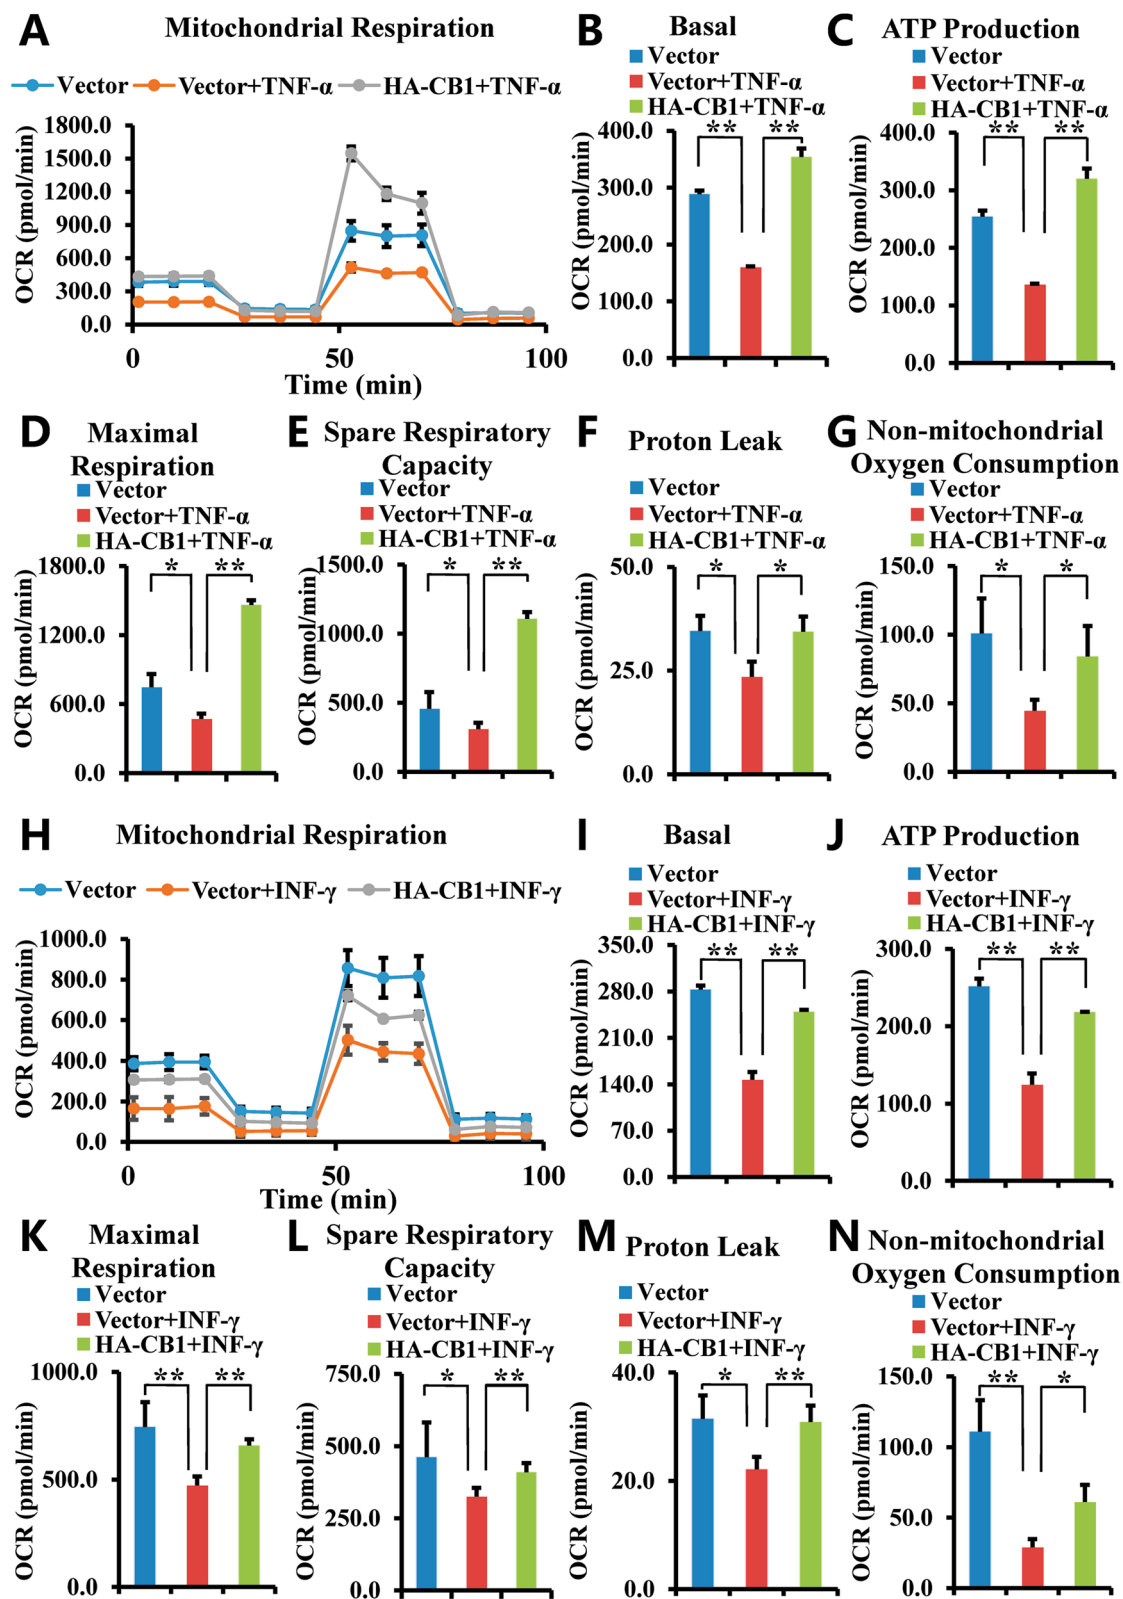 A
Mitochondrial Respiration
Vector
Vector+TNF-α
HA-CB1+TNF-α
OCR (pmol/min)
1800.0
1500.0
1200.0
900.0
600.0
300.0
0.0
0
50
100
Time (min)
B
Basal
Vector
Vector+TNF-α
HA-CB1+TNF-α
OCR (pmol/min)
400.0
300.0
200.0
100.0
0.0
** **
C
ATP Production
Vector
Vector+TNF-α
HA-CB1+TNF-α
OCR (pmol/min)
400.0
300.0
200.0
100.0
0.0
** **
D
Maximal
Respiration
Vector
Vector+TNF-α
HA-CB1+TNF-α
OCR (pmol/min)
1800.0
1200.0
600.0
0.0
* **
E
Spare Respiratory
Capacity
Vector
Vector+TNF-α
HA-CB1+TNF-α
OCR (pmol/min)
1500.0
1000.0
500.0
0.0
* **
F
Proton Leak
Vector
Vector+TNF-α
HA-CB1+TNF-α
OCR (pmol/min)
50.0
25.0
0.0
* *
G
Non-mitochondrial
Oxygen Consumption
Vector
Vector+TNF-α
HA-CB1+TNF-α
OCR (pmol/min)
150.0
100.0
50.0
0.0
* *
H
Mitochondrial Respiration
Vector
Vector+INF-γ
HA-CB1+INF-γ
OCR (pmol/min)
1000.0
800.0
600.0
400.0
200.0
0.0
0
50
100
Time (min)
I
Basal
Vector
Vector+INF-γ
HA-CB1+INF-γ
OCR (pmol/min)
350.0
280.0
210.0
140.0
70.0
0.0
** **
J
ATP Production
Vector
Vector+INF-γ
HA-CB1+INF-γ
OCR (pmol/min)
300.0
200.0
100.0
0.0
** **
K
Maximal
Respiration
Vector
Vector+INF-γ
HA-CB1+INF-γ
OCR (pmol/min)
1000.0
500.0
0.0
** **
L
Spare Respiratory
Capacity
Vector
Vector+INF-γ
HA-CB1+INF-γ
OCR (pmol/min)
750.0
500.0
250.0
0.0
* **
M
Proton Leak
Vector
Vector+INF-γ
HA-CB1+INF-γ
OCR (pmol/min)
40.0
20.0
0.0
* **
N
Non-mitochondrial
Oxygen Consumption
Vector
Vector+INF-γ
HA-CB1+INF-γ
OCR (pmol/min)
150.0
100.0
50.0
0.0
** *